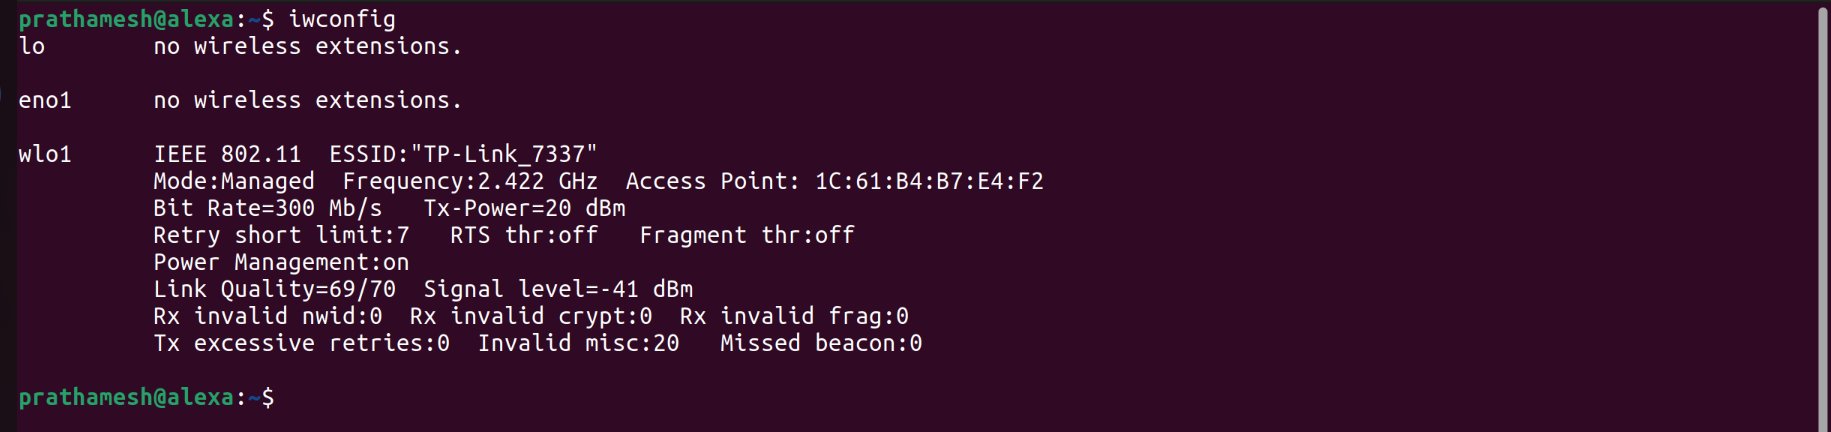 prathamesh@alexa:~$ iwconfig
lo        no wireless extensions.
eno1      no wireless extensions.
wlo1      IEEE 802.11  ESSID:"TP-Link_7337"
          Mode:Managed  Frequency:2.422 GHz  Access Point: 1C:61:B4:B7:E4:F2
          Bit Rate=300 Mb/s   Tx-Power=20 dBm
          Retry short limit:7   RTS thr:off   Fragment thr:off
          Power Management:on
          Link Quality=69/70  Signal level=-41 dBm
          Rx invalid nwid:0  Rx invalid crypt:0  Rx invalid frag:0
          Tx excessive retries:0  Invalid misc:20   Missed beacon:0
prathamesh@alexa:~$